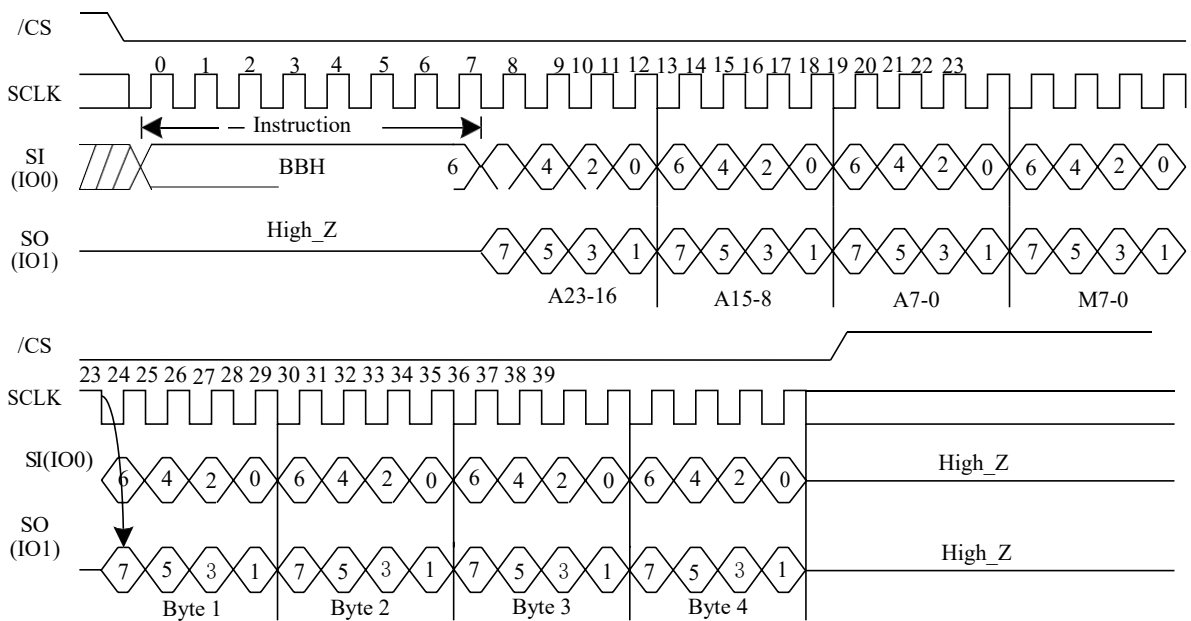 /CS
0 1 2 3 4 5 6 7 8 9 10 11 12 13 14 15 16 17 18 19 20 21 22 23
SCLK
Instruction
SI
(IO0)
BBH
6 4 2 0 6 4 2 0 6 4 2 0 6 4 2 0
High_Z
SO
(IO1)
7 5 3 1 7 5 3 1 7 5 3 1 7 5 3 1
A23-16 A15-8 A7-0 M7-0
/CS
23 24 25 26 27 28 29 30 31 32 33 34 35 36 37 38 39
SCLK
SI(IO0)
6 4 2 0 6 4 2 0 6 4 2 0 6 4 2 0
High_Z
SO
(IO1)
7 5 3 1 7 5 3 1 7 5 3 1 7 5 3 1
High_Z
Byte 1 Byte 2 Byte 3 Byte 4